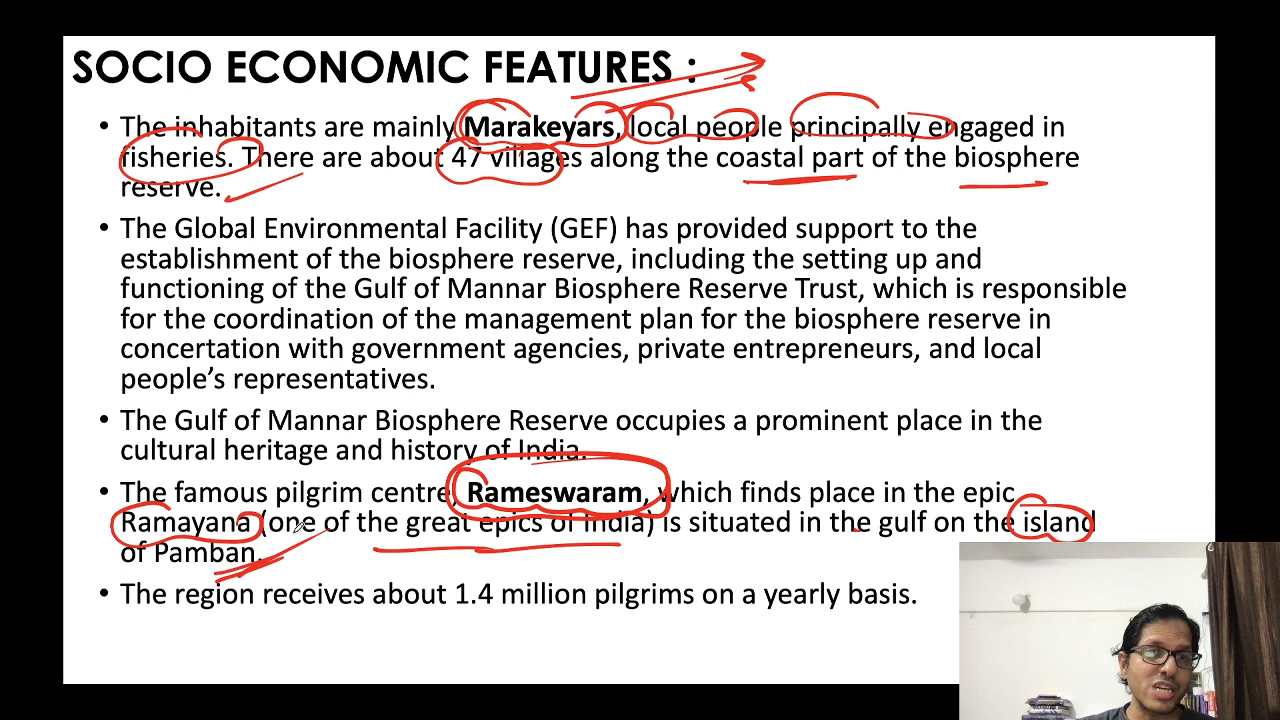 SOCIO ECONOMIC FEATURES :
• The inhabitants are mainly Marakeyars, local people principally engaged in
fisheries. There are about 47 villages along the coastal part of the biosphere
reserve.
• The Global Environmental Facility (GEF) has provided support to the
establishment of the biosphere reserve, including the setting up and
functioning of the Gulf of Mannar Biosphere Reserve Trust, which is responsible
for the coordination of the management plan for the biosphere reserve in
concertation with government agencies, private entrepreneurs, and local
people’s representatives.
• The Gulf of Mannar Biosphere Reserve occupies a prominent place in the
cultural heritage and history of India.
• The famous pilgrim centre, Rameswaram, which finds place in the epic
Ramayana (one of the great epics of India) is situated in the gulf on the island
of Pamban.
• The region receives about 1.4 million pilgrims on a yearly basis.